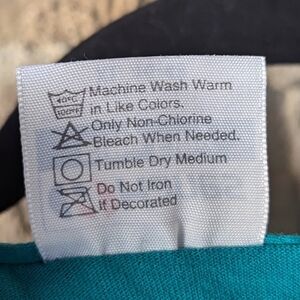 40°C
Machine Wash Warm
in Like Colors.
Only Non-Chlorine
Bleach When Needed.
Tumble Dry Medium
Do Not Iron
if Decorated